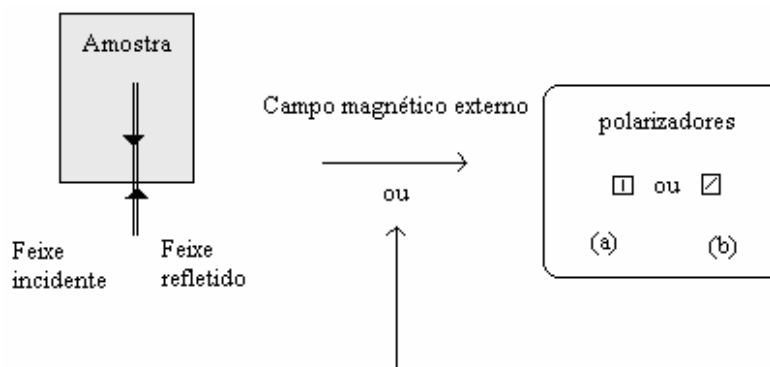 Amostra
Feixe
incidente
Feixe
refletido
Campo magnético externo
ou
polarizadores
ou
(a)
(b)